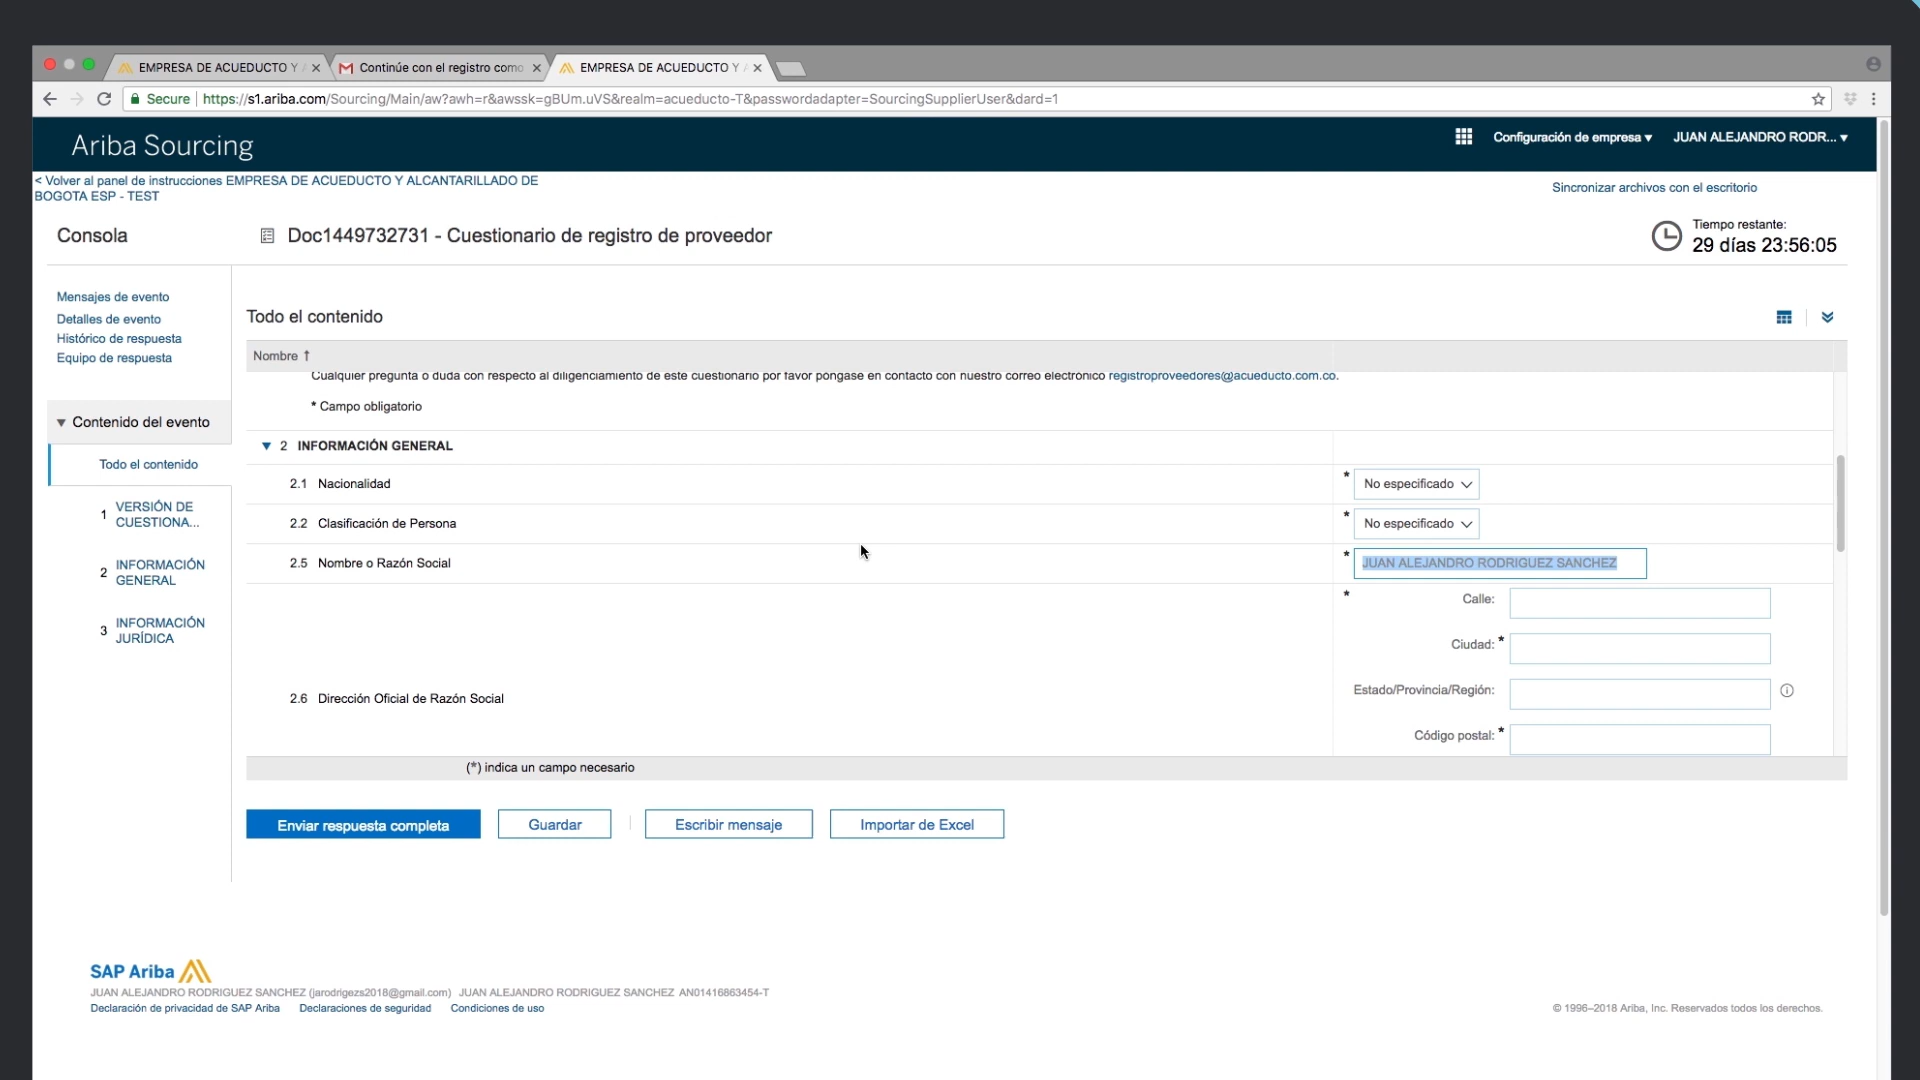 EMPRESA DE ACUEDUCTO Y A
Continúe con el registro como
EMPRESA DE ACUEDUCTO Y A
Secure | https://s1.ariba.com/Sourcing/Main/aw?awh=r&awssk=gBUm.uVS&realm=acueducto-T&passwordadapter=SourcingSupplierUser&dard=1
Ariba Sourcing
Configuración de empresa ▾
JUAN ALEJANDRO RODR... ▾
< Volver al panel de instrucciones EMPRESA DE ACUEDUCTO Y ALCANTARILLADO DE
BOGOTA ESP - TEST
Sincronizar archivos con el escritorio
Consola
Doc1449732731 - Cuestionario de registro de proveedor
Tiempo restante:
29 días 23:56:05
Mensajes de evento
Detalles de evento
Histórico de respuesta
Equipo de respuesta
▼ Contenido del evento
Todo el contenido
1 VERSIÓN DE
CUESTIONA...
2 INFORMACIÓN
GENERAL
3 INFORMACIÓN
JURÍDICA
Todo el contenido
Nombre ↑
Cualquier pregunta o duda con respecto al diligenciamiento de este cuestionario por favor póngase en contacto con nuestro correo electrónico registroproveedores@acueducto.com.co.
* Campo obligatorio
▼ 2 INFORMACIÓN GENERAL
2.1 Nacionalidad
* No especificado
2.2 Clasificación de Persona
* No especificado
2.5 Nombre o Razón Social
* JUAN ALEJANDRO RODRIGUEZ SANCHEZ
2.6 Dirección Oficial de Razón Social
* Calle:
Ciudad: *
Estado/Provincia/Región:
Código postal: *
(*) indica un campo necesario
Enviar respuesta completa
Guardar
Escribir mensaje
Importar de Excel
SAP Ariba
JUAN ALEJANDRO RODRIGUEZ SANCHEZ (jarodrigezs2018@gmail.com) JUAN ALEJANDRO RODRIGUEZ SANCHEZ AN01416863454-T
Declaración de privacidad de SAP Ariba Declaraciones de seguridad Condiciones de uso
© 1996–2018 Ariba, Inc. Reservados todos los derechos.